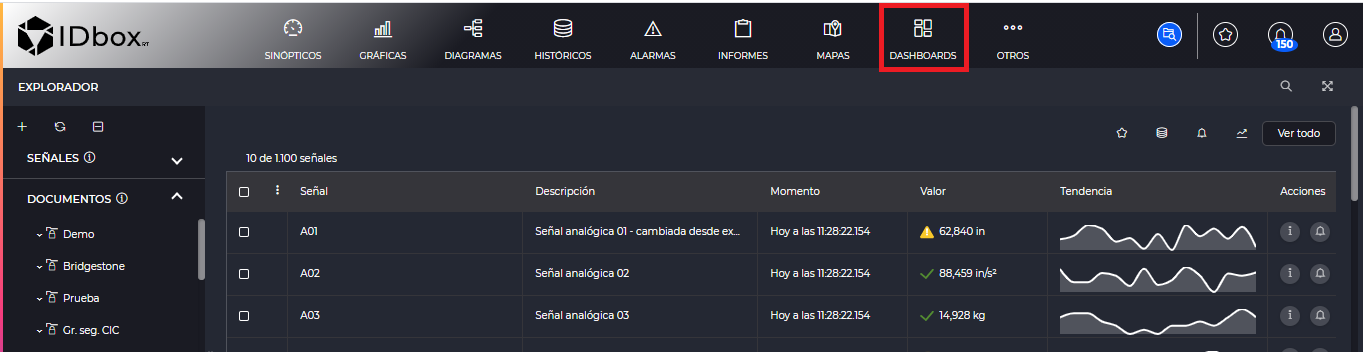 IDbox RT
SINÓPTICOS
GRÁFICAS
DIAGRAMAS
HISTÓRICOS
ALARMAS
INFORMES
MAPAS
DASHBOARDS
OTROS
150
EXPLORADOR
SEÑALES
DOCUMENTOS
Demo
Bridgestone
Prueba
Gr. seg. CIC
Ver todo
10 de 1.100 señales
Señal Descripción Momento Valor Tendencia Acciones
A01 Señal analógica 01 - cambiada desde ex... Hoy a las 11:28:22.154 62,840 in
A02 Señal analógica 02 Hoy a las 11:28:22.154 88,459 in/s²
A03 Señal analógica 03 Hoy a las 11:28:22.154 14,928 kg